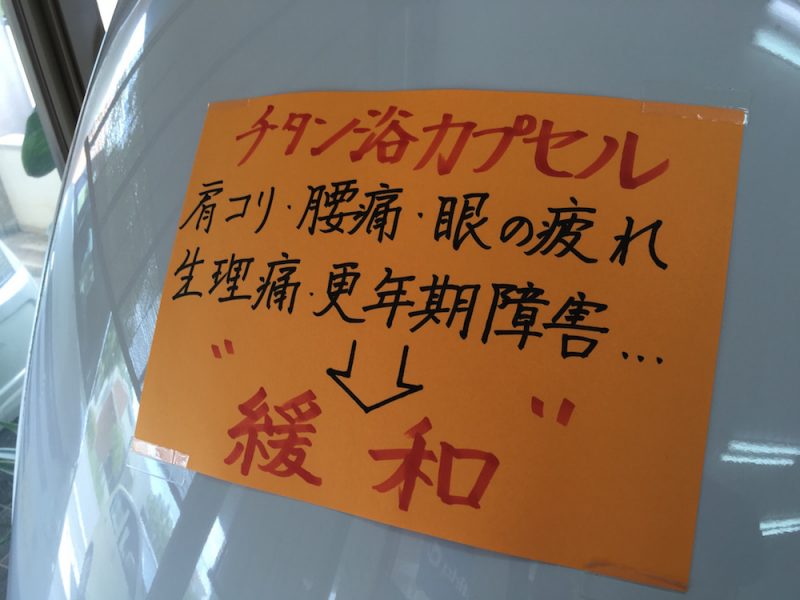 チタン浴カプセル
肩コリ・腰痛・眼の疲れ
生理痛・更年期障害...
"緩和"